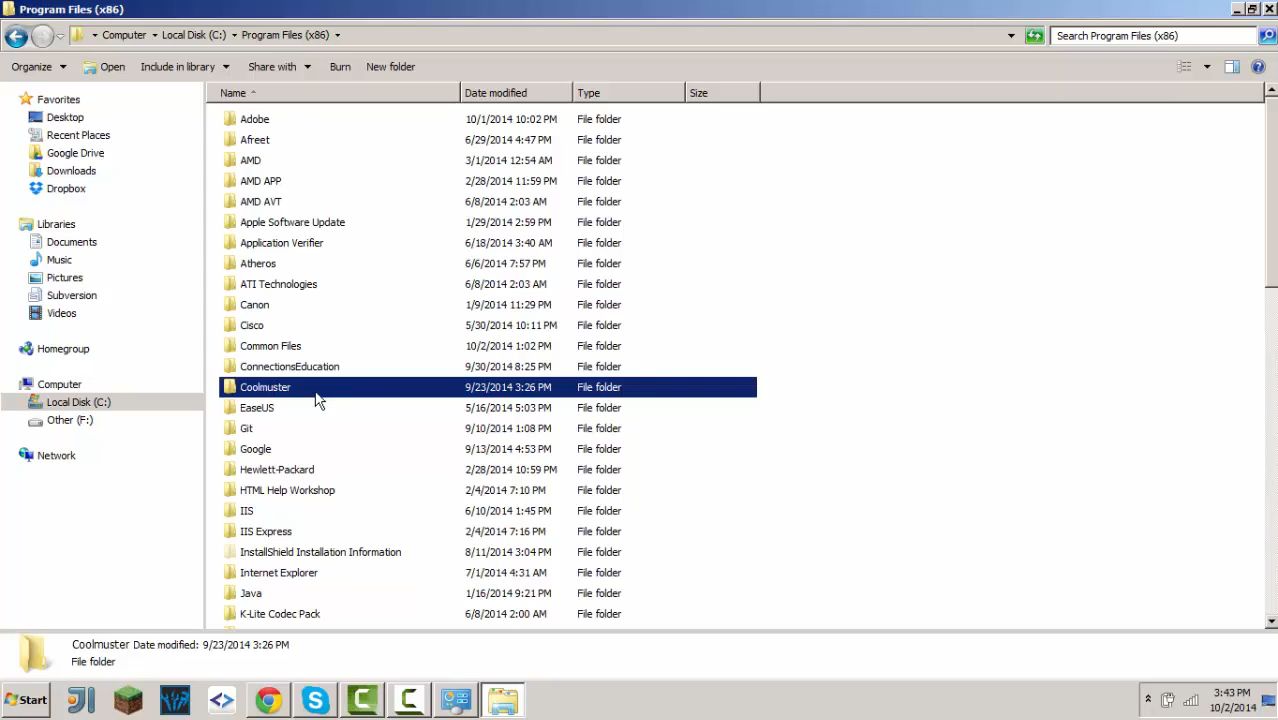 Program Files (x86)
Computer Local Disk (C:) Program Files (x86) Search Program Files (x86)
Organize Open Include in library Share with Burn New folder
Name Date modified Type Size
Favorites
Desktop
Recent Places
Google Drive
Downloads
Dropbox
Libraries
Documents
Music
Pictures
Subversion
Videos
Homegroup
Computer
Local Disk (C:)
Other (F:)
Network
Adobe 10/1/2014 10:02 PM File folder
Afreet 6/29/2014 4:47 PM File folder
AMD 3/1/2014 12:54 AM File folder
AMD APP 2/28/2014 11:59 PM File folder
AMD AVT 6/8/2014 2:03 AM File folder
Apple Software Update 1/29/2014 2:59 PM File folder
Application Verifier 6/18/2014 3:40 AM File folder
Atheros 6/6/2014 7:57 PM File folder
ATI Technologies 6/8/2014 2:03 AM File folder
Canon 1/9/2014 11:29 PM File folder
Cisco 5/30/2014 10:11 PM File folder
Common Files 10/2/2014 1:02 PM File folder
ConnectionsEducation 9/30/2014 8:25 PM File folder
Coolmuster 9/23/2014 3:26 PM File folder
EaseUS 5/16/2014 5:03 PM File folder
Git 9/10/2014 1:08 PM File folder
Google 9/13/2014 4:53 PM File folder
Hewlett-Packard 2/28/2014 10:59 PM File folder
HTML Help Workshop 2/4/2014 7:10 PM File folder
IIS 6/10/2014 1:45 PM File folder
IIS Express 2/4/2014 7:16 PM File folder
InstallShield Installation Information 8/11/2014 3:04 PM File folder
Internet Explorer 7/1/2014 4:31 AM File folder
Java 1/16/2014 9:21 PM File folder
K-Lite Codec Pack 6/8/2014 2:00 AM File folder
Coolmuster Date modified: 9/23/2014 3:26 PM
File folder
Start
3:43 PM
10/2/2014